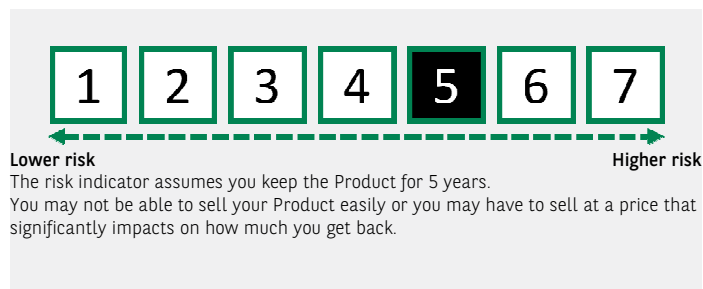 1 2 3 4 5 6 7
Lower risk Higher risk
The risk indicator assumes you keep the Product for 5 years.
You may not be able to sell your Product easily or you may have to sell at a price that
significantly impacts on how much you get back.